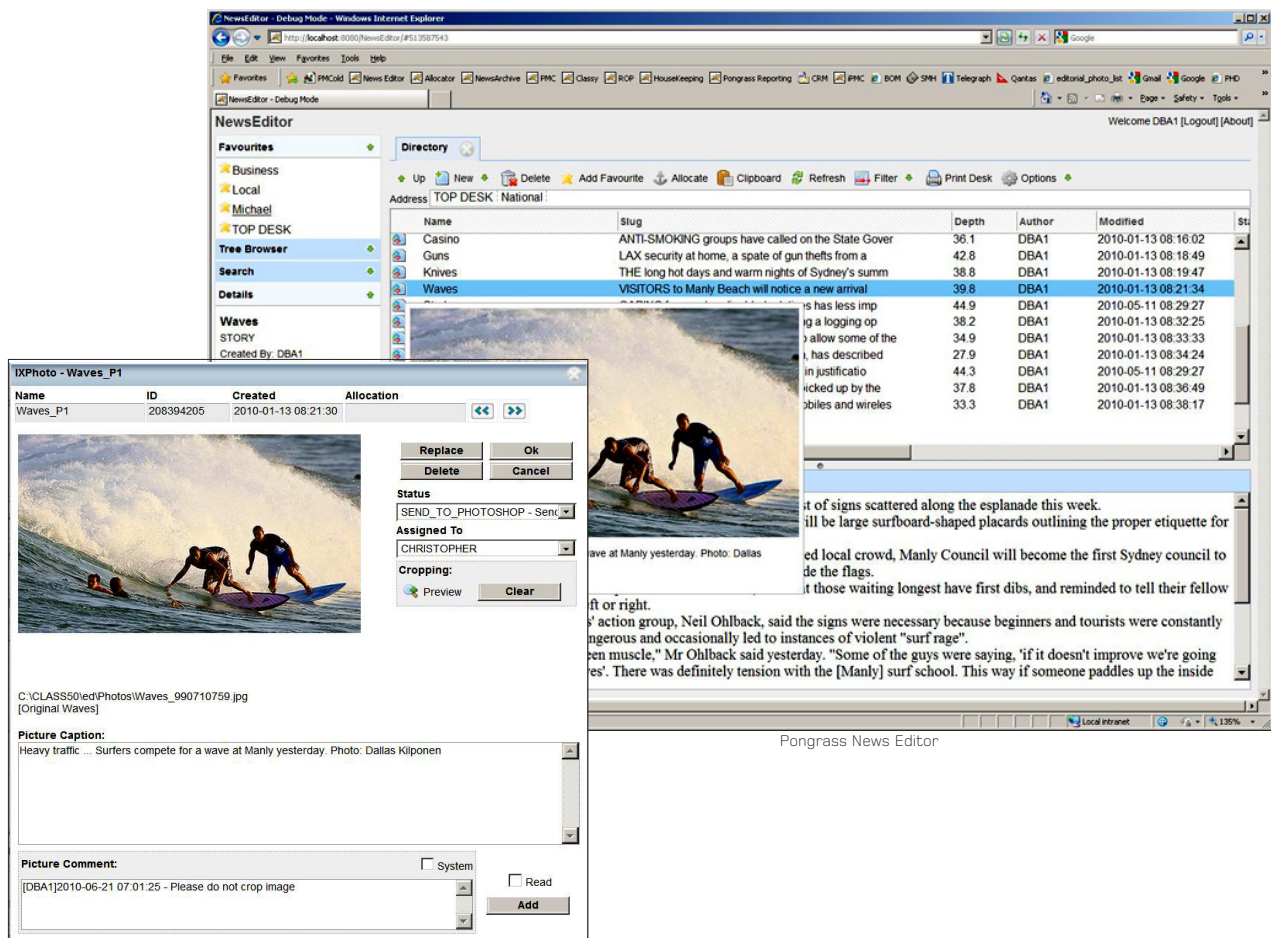 NewsEditor - Debug Mode - Windows Internet Explorer
http://localhost:8080/NewsEditor/#513587543
Google
File Edit View Favorites Tools Help
Favorites PMCold News Editor Allocator NewsArchive PMC Classy ROP HouseKeeping Pongrass Reporting CRM iPMC BOM SMH Telegraph Qantas editorial_photo_list Gmail Google PHD
NewsEditor - Debug Mode
Page Safety Tools
NewsEditor
Welcome DBA1 [Logout] [About]
Favourites
Business
Local
Michael
TOP DESK
Tree Browser
Search
Details
Waves
STORY
Created By: DBA1
Directory
Up New Delete Add Favourite Allocate Clipboard Refresh Filter Print Desk Options
Address TOP DESK National
Name Slug Depth Author Modified
Casino ANTI-SMOKING groups have called on the State Gover 36.1 DBA1 2010-01-13 08:16:02
Guns LAX security at home, a spate of gun thefts from a 42.8 DBA1 2010-01-13 08:18:49
Knives THE long hot days and warm nights of Sydney's summ 38.8 DBA1 2010-01-13 08:19:47
Waves VISITORS to Manly Beach will notice a new arrival 39.8 DBA1 2010-01-13 08:21:34
has less imp 44.9 DBA1 2010-05-11 08:29:27
g a logging op 38.2 DBA1 2010-01-13 08:32:25
allow some of the 34.9 DBA1 2010-01-13 08:33:33
, has described 27.9 DBA1 2010-01-13 08:34:24
in justificatio 44.3 DBA1 2010-05-11 08:29:27
icked up by the 37.8 DBA1 2010-01-13 08:36:49
obiles and wireles 33.3 DBA1 2010-01-13 08:38:17
ave at Manly yesterday. Photo: Dallas
st of signs scattered along the esplanade this week.
ill be large surfboard-shaped placards outlining the proper etiquette for
ed local crowd, Manly Council will become the first Sydney council to
de the flags.
t those waiting longest have first dibs, and reminded to tell their fellow
eft or right.
s' action group, Neil Ohlback, said the signs were necessary because beginners and tourists were constantly
ngerous and occasionally led to instances of violent "surf rage".
een muscle," Mr Ohlback said yesterday. "Some of the guys were saying, 'if it doesn't improve we're going
es'. There was definitely tension with the [Manly] surf school. This way if someone paddles up the inside
Local intranet 135%
Pongrass News Editor
IXPhoto - Waves_P1
Name ID Created Allocation
Waves_P1 208394205 2010-01-13 08:21:30
Replace Ok
Delete Cancel
Status
SEND_TO_PHOTOSHOP - Send
Assigned To
CHRISTOPHER
Cropping:
Preview Clear
C:\CLASS50\ed\Photos\Waves_990710759.jpg
[Original Waves]
Picture Caption:
Heavy traffic ... Surfers compete for a wave at Manly yesterday. Photo: Dallas Kilponen
Picture Comment:
System
[DBA1]2010-06-21 07:01:25 - Please do not crop image
Read
Add